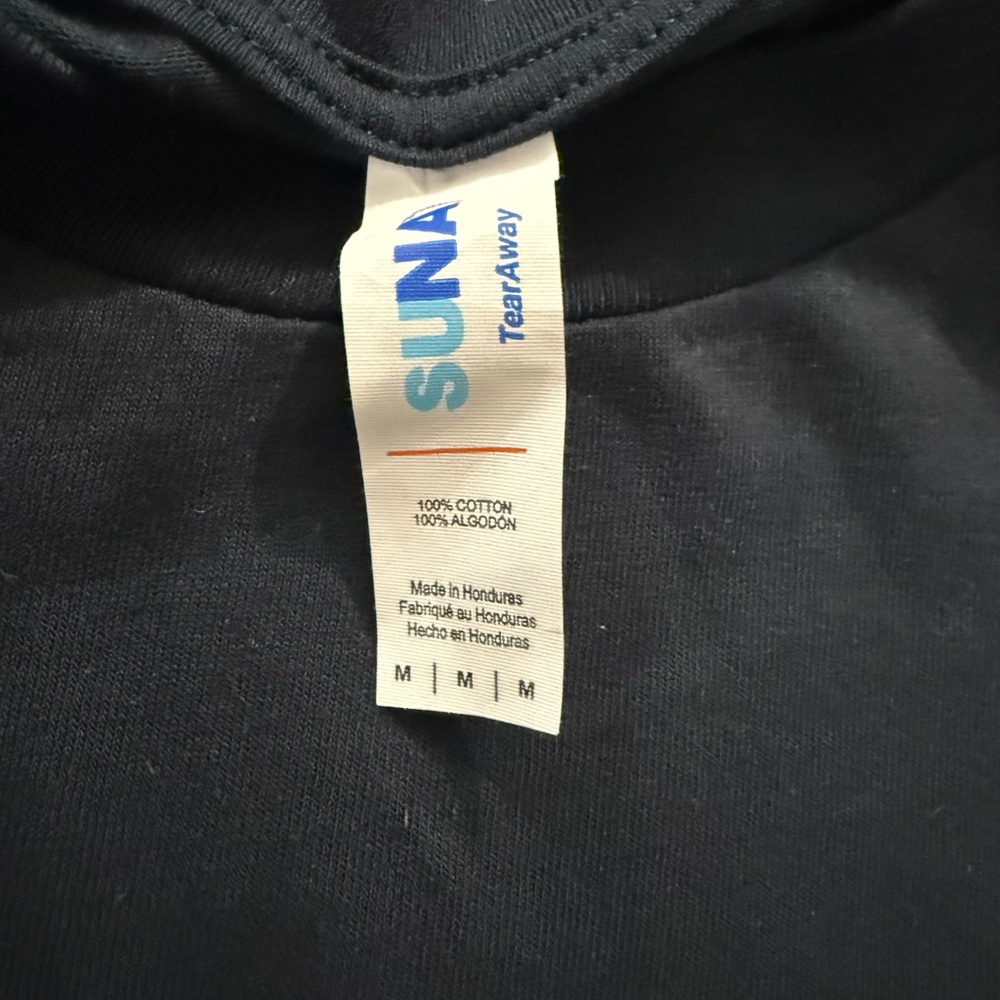 SUNA
TearAway
100% COTTON
100% ALGODÓN
Made in Honduras
Fabriqué au Honduras
Hecho en Honduras
M | M | M